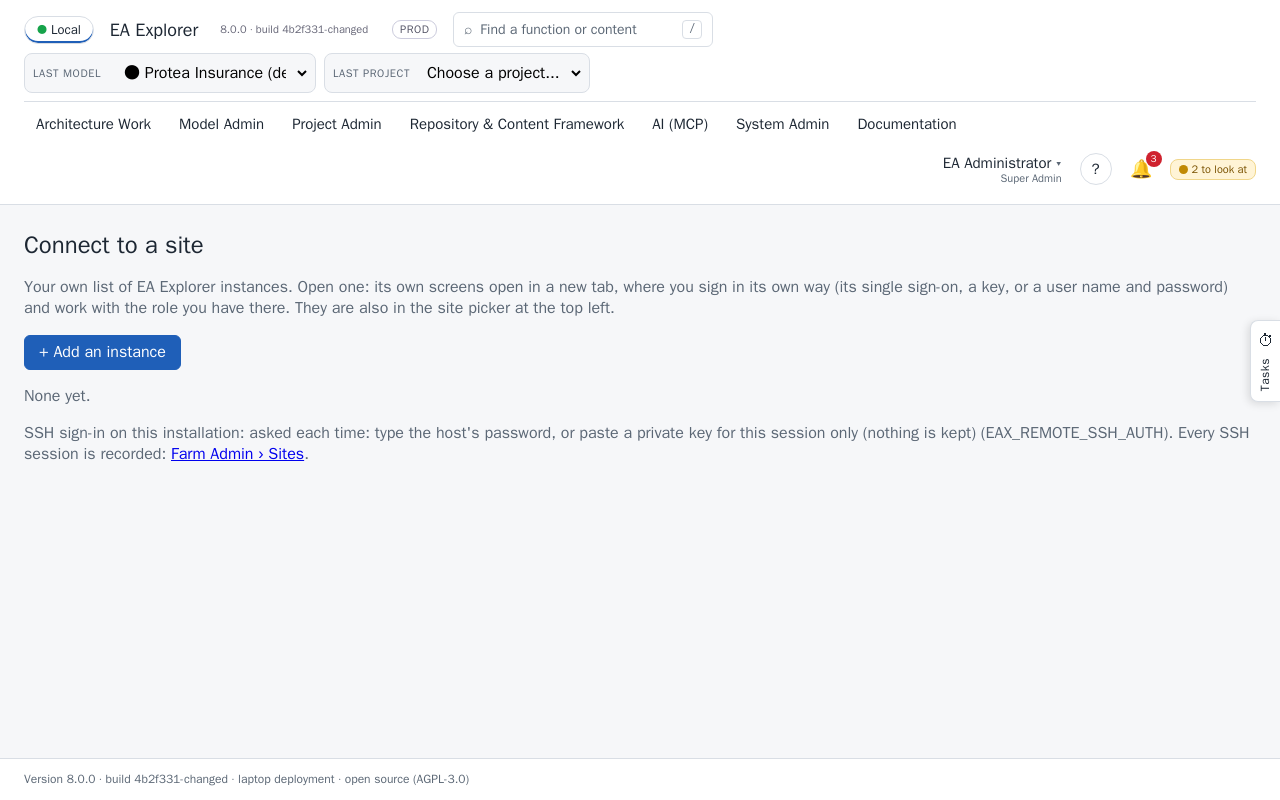 Local
EA Explorer
8.0.0 · build 4b2f331-changed
PROD
Find a function or content
/
LAST MODEL
Protea Insurance (de
LAST PROJECT
Choose a project...
Architecture Work
Model Admin
Project Admin
Repository & Content Framework
AI (MCP)
System Admin
Documentation
EA Administrator
Super Admin
?
3
2 to look at
Connect to a site
Your own list of EA Explorer instances. Open one: its own screens open in a new tab, where you sign in its own way (its single sign-on, a key, or a user name and password)
and work with the role you have there. They are also in the site picker at the top left.
+ Add an instance
None yet.
SSH sign-in on this installation: asked each time: type the host's password, or paste a private key for this session only (nothing is kept) (EAX_REMOTE_SSH_AUTH). Every SSH
session is recorded: Farm Admin › Sites.
Tasks
Version 8.0.0 · build 4b2f331-changed · laptop deployment · open source (AGPL-3.0)